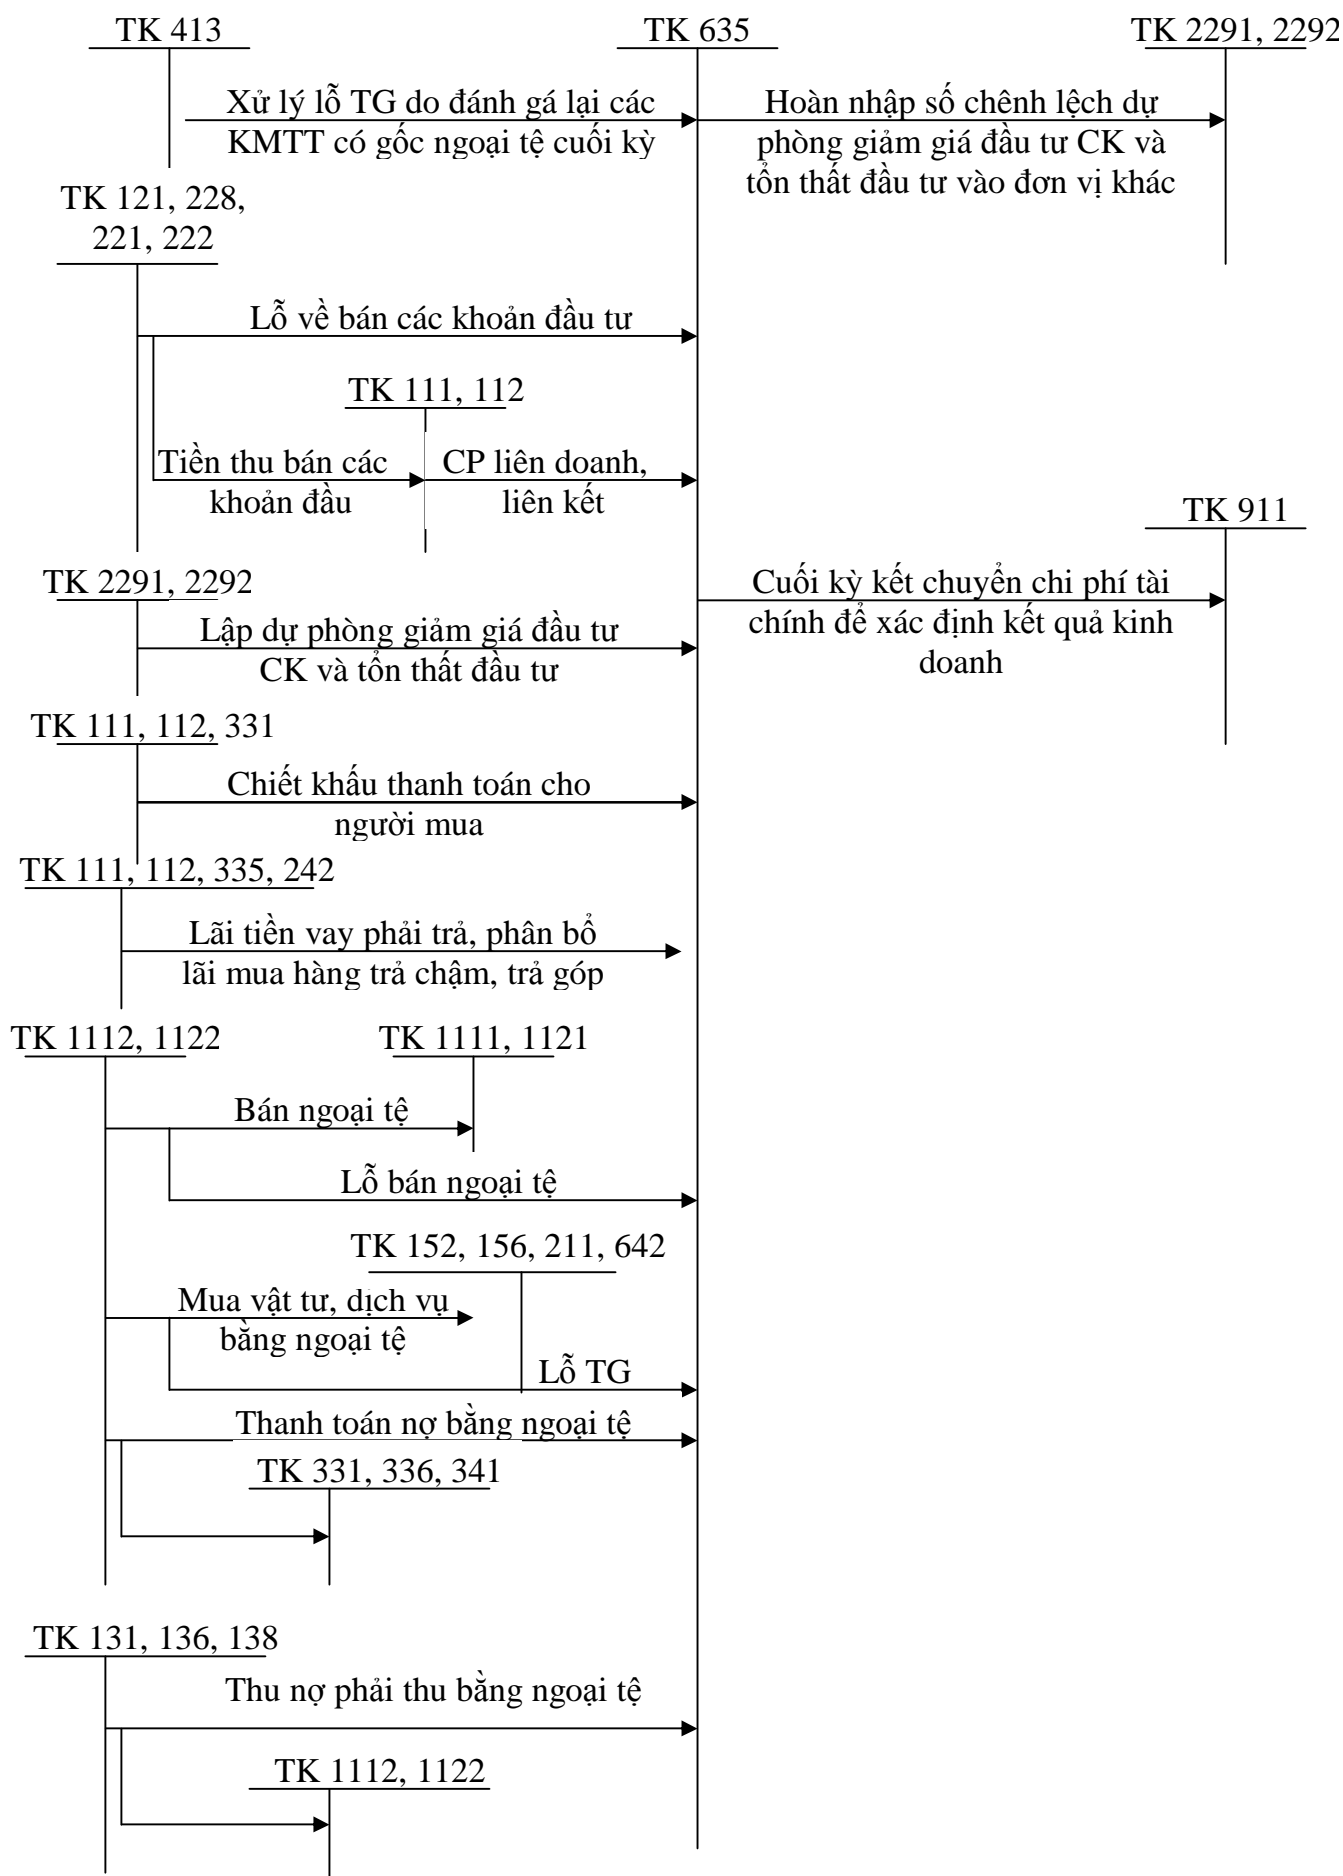 TK 413
TK 635
TK 2291, 2292
Xử lý lỗ TG do đánh gá lại các
KMTT có gốc ngoại tệ cuối kỳ
Hoàn nhập số chênh lệch dự
phòng giảm giá đầu tư CK và
tổn thất đầu tư vào đơn vị khác
TK 121, 228,
221, 222
Lỗ về bán các khoản đầu tư
TK 111, 112
Tiền thu bán các
khoản đầu
CP liên doanh,
liên kết
TK 911
TK 2291, 2292
Cuối kỳ kết chuyển chi phí tài
chính để xác định kết quả kinh
doanh
Lập dự phòng giảm giá đầu tư
CK và tổn thất đầu tư
TK 111, 112, 331
Chiết khấu thanh toán cho
người mua
TK 111, 112, 335, 242
Lãi tiền vay phải trả, phân bổ
lãi mua hàng trả chậm, trả góp
TK 1112, 1122
TK 1111, 1121
Bán ngoại tệ
Lỗ bán ngoại tệ
TK 152, 156, 211, 642
Mua vật tư, dịch vụ
bằng ngoại tệ
Lỗ TG
Thanh toán nợ bằng ngoại tệ
TK 331, 336, 341
TK 131, 136, 138
Thu nợ phải thu bằng ngoại tệ
TK 1112, 1122